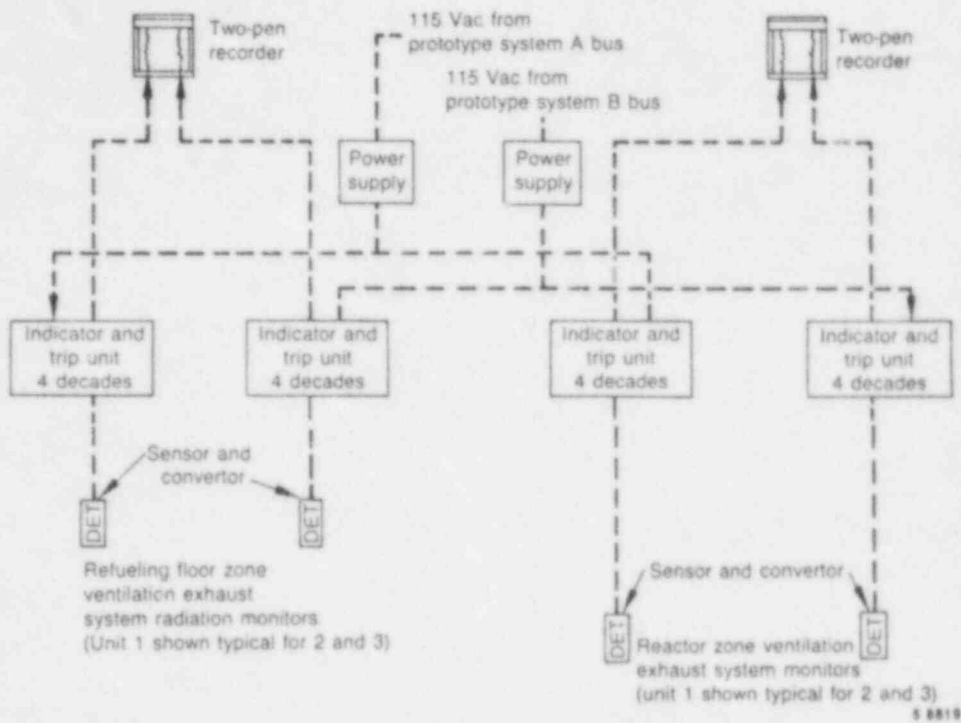 Two-pen
recorder
115 Vac from
prototype system A bus
115 Vac from
prototype system B bus
Two-pen
recorder
Power
supply
Power
supply
Indicator and
trip unit
4 decades
Indicator and
trip unit
4 decades
Indicator and
trip unit
4 decades
Indicator and
trip unit
4 decades
Sensor and
convertor
DET
DET
Refueling floor zone
ventilation exhaust
system radiation monitors
(Unit 1 shown typical for 2 and 3)
Sensor and convertor
DET
DET
Reactor zone ventilation
exhaust system monitors
(unit 1 shown typical for 2 and 3)
5 8819